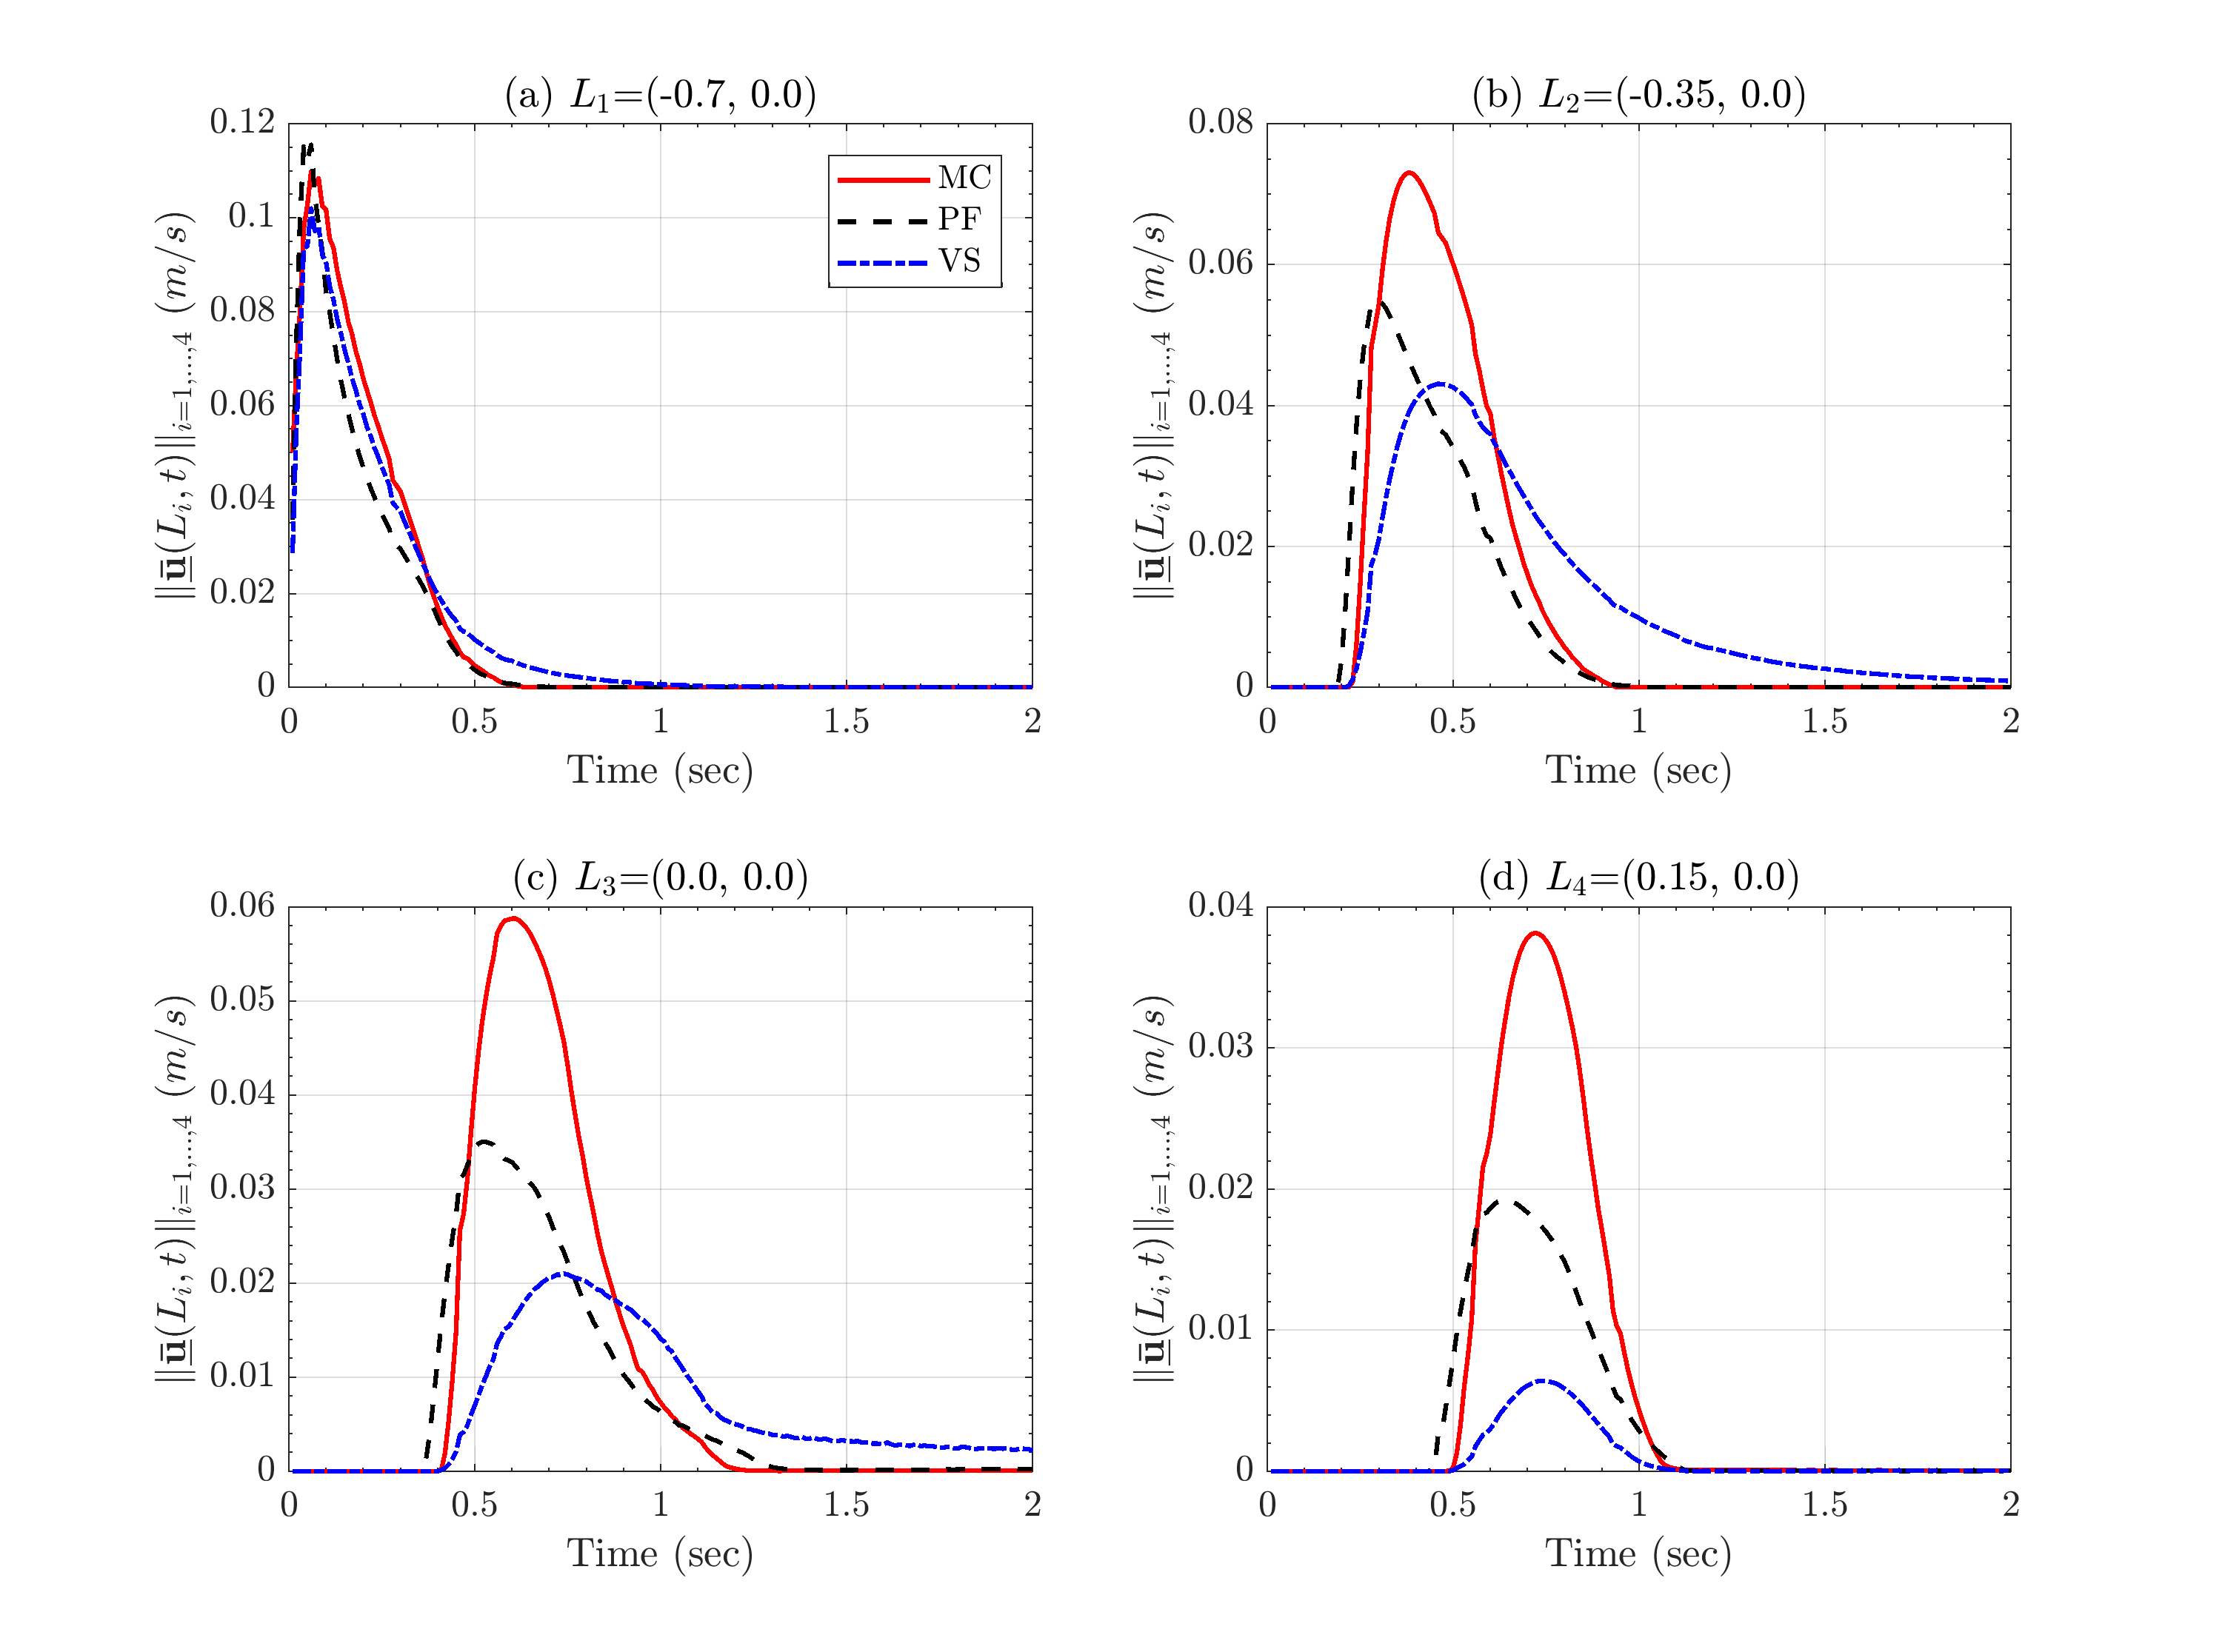 (a) L₁=(-0.7, 0.0)
0.12
0.1
0.08
0.06
0.04
0.02
0
||ū̲(Lᵢ, t)||ᵢ₌₁,...,₄ (m/s)
MC
PF
VS
0 0.5 1 1.5 2
Time (sec)
(b) L₂=(-0.35, 0.0)
0.08
0.06
0.04
0.02
0
||ū̲(Lᵢ, t)||ᵢ₌₁,...,₄ (m/s)
0 0.5 1 1.5 2
Time (sec)
(c) L₃=(0.0, 0.0)
0.06
0.05
0.04
0.03
0.02
0.01
0
||ū̲(Lᵢ, t)||ᵢ₌₁,...,₄ (m/s)
0 0.5 1 1.5 2
Time (sec)
(d) L₄=(0.15, 0.0)
0.04
0.03
0.02
0.01
0
||ū̲(Lᵢ, t)||ᵢ₌₁,...,₄ (m/s)
0 0.5 1 1.5 2
Time (sec)